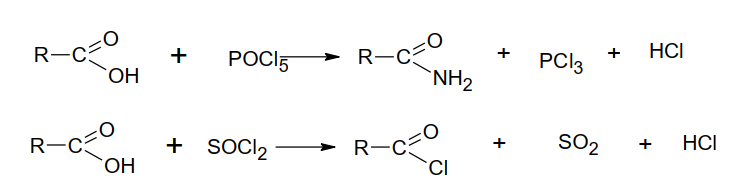 R–C(=O)OH + POCl5 → R–C(=O)NH2 + PCl3 + HCl
R–C(=O)OH + SOCl2 → R–C(=O)Cl + SO2 + HCl